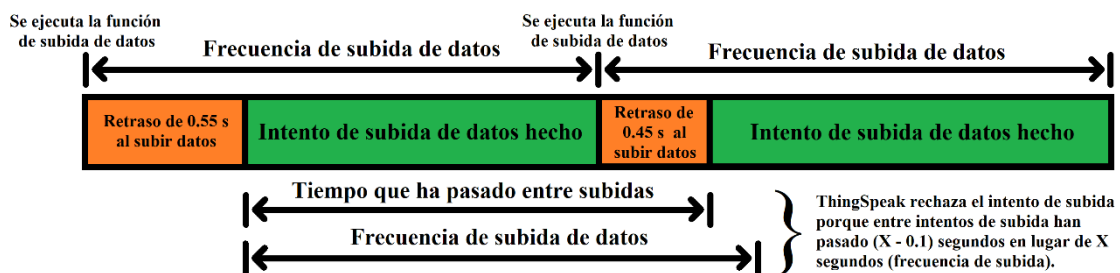 Se ejecuta la función
de subida de datos
Frecuencia de subida de datos
Se ejecuta la función
de subida de datos
Frecuencia de subida de datos
Retraso de 0.55 s
al subir datos
Intento de subida de datos hecho
Retraso de
0.45 s al
subir datos
Intento de subida de datos hecho
Tiempo que ha pasado entre subidas
Frecuencia de subida de datos
ThingSpeak rechaza el intento de subida
porque entre intentos de subida han
pasado (X - 0.1) segundos en lugar de X
segundos (frecuencia de subida).